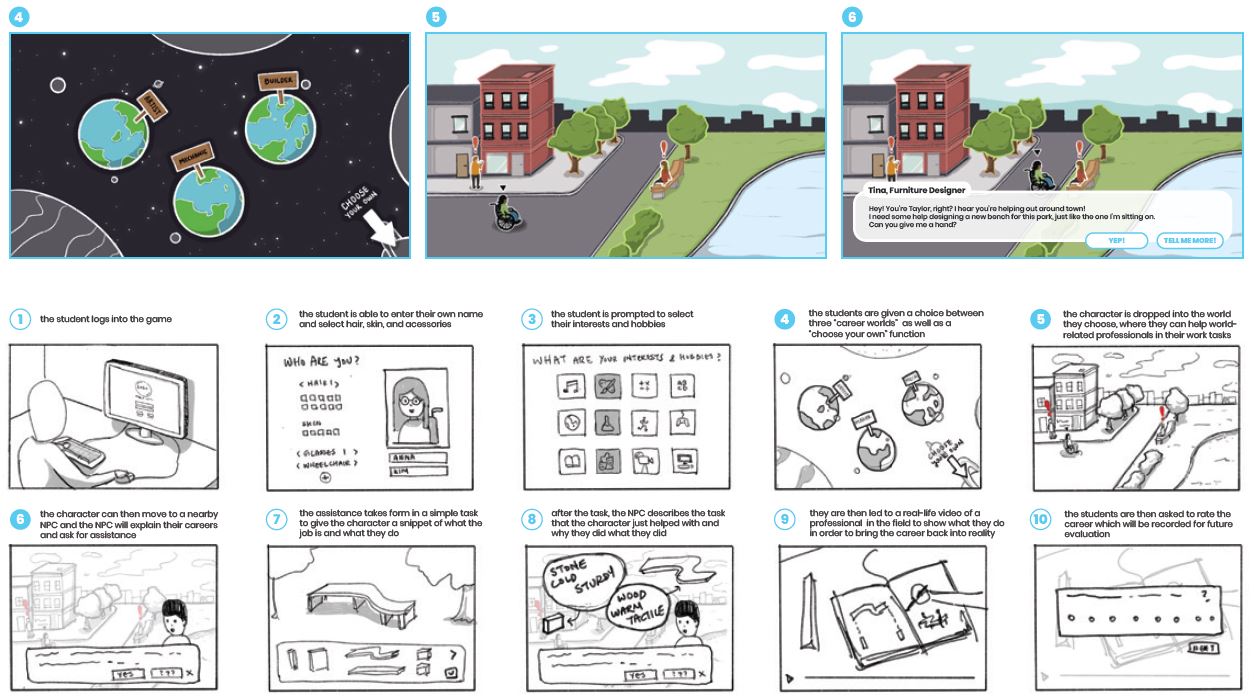 4
5
6
ARTIST
BUILDER
MECHANIC
CHOOSE
YOUR OWN
Tina, Furniture Designer
Hey! You're Taylor, right? I hear you're helping out around town!
I need some help designing a new bench for this park, just like the one I'm sitting on.
Can you give me a hand?
YEP!
TELL ME MORE!
1
the student logs into the game
2
the student is able to enter their own name
and select hair, skin, and acessories
3
the student is prompted to select
their interests and hobbies
4
the students are given a choice between
three "career worlds" as well as a
"choose your own" function
5
the character is dropped into the world
they choose, where they can help world-
related professionals in their work tasks
WHO ARE YOU?
< HAIR 1 >
SKIN
< GLASSES 1 >
< WHEELCHAIR >
ANNA
KIM
WHAT ARE YOUR INTERESTS & HOBBIES?
CHOOSE
YOUR OWN
6
the character can then move to a nearby
NPC and the NPC will explain their careers
and ask for assistance
7
the assistance takes form in a simple task
to give the character a snippet of what the
job is and what they do
8
after the task, the NPC describes the task
that the character just helped with and
why they did what they did
9
they are then led to a real-life video of a
professional in the field to show what they do
in order to bring the career back into reality
10
the students are then asked to rate the
career which will be recorded for future
evaluation
YES
???
X
STONE
COLD
STURDY
WOOD
WARM
TACTILE
YES
???
X
?
NEXT